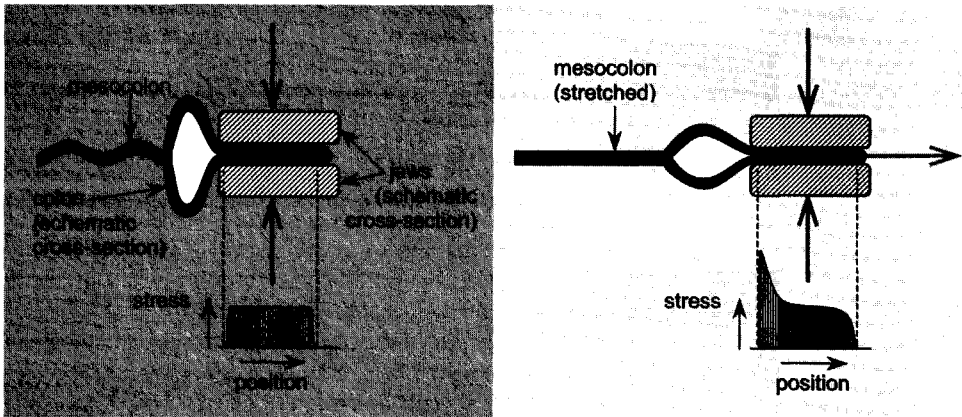 mesocolon
colon
(schematic
cross-section)
jaws
(schematic
cross-section)
stress
position
mesocolon
(stretched)
stress
position